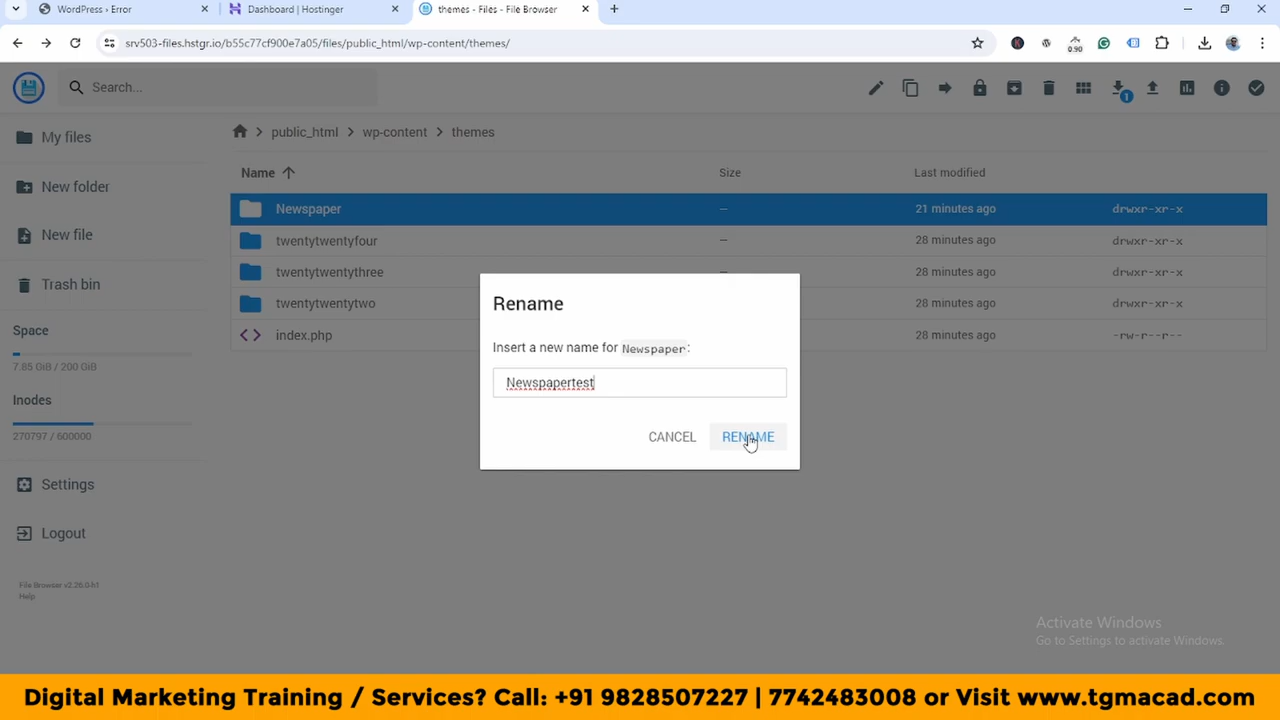 WordPress › Error
Dashboard | Hostinger
themes - Files - File Browser
srv503-files.hstgr.io/b55c77cf900e7a05/files/public_html/wp-content/themes/
0.90
Search...
1
My files
New folder
New file
Trash bin
Space
7.85 GiB / 200 GiB
Inodes
270797 / 600000
Settings
Logout
File Browser v2.26.0-h1
Help
public_html > wp-content > themes
Name Size Last modified
Newspaper — 21 minutes ago drwxr-xr-x
twentytwentyfour — 28 minutes ago drwxr-xr-x
twentytwentythree — 28 minutes ago drwxr-xr-x
twentytwentytwo 28 minutes ago drwxr-xr-x
index.php 28 minutes ago -rw-r--r--
Rename
Insert a new name for Newspaper:
Newspapertest
CANCEL RENAME
Activate Windows
Go to Settings to activate Windows.
Digital Marketing Training / Services? Call: +91 9828507227 | 7742483008 or Visit www.tgmacad.com